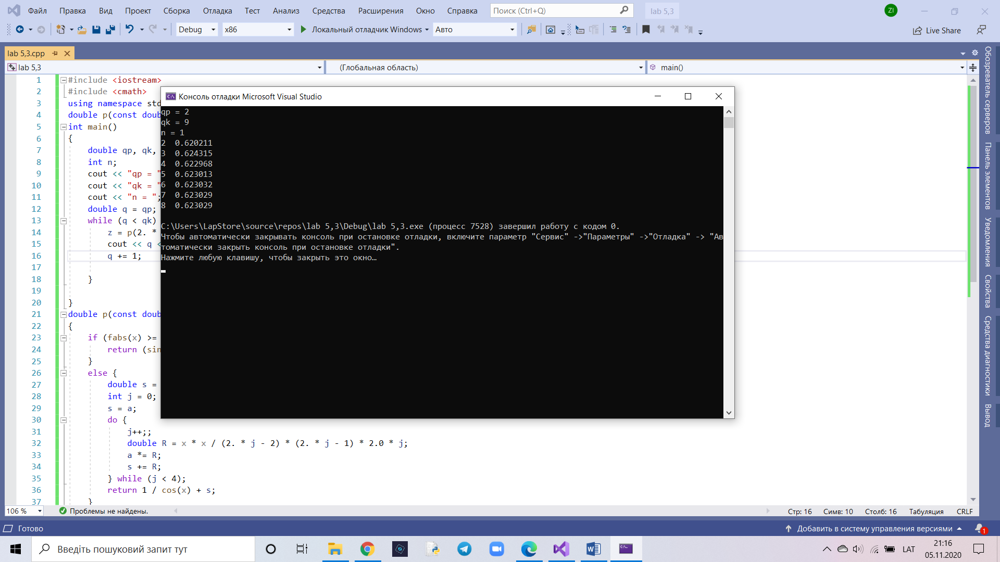 Файл Правка Вид Проект Сборка Отладка Тест Анализ Средства Расширения Окно Справка Поиск (Ctrl+Q) lab 5,3 ZI
Debug x86 Локальный отладчик Windows Авто Live Share
lab 5,3.cpp
lab 5,3 (Глобальная область) main()
1 #include <iostream>
2 #include <cmath>
3 using namespace std
4 double p(const doub
5 int main()
6 {
7 double qp, qk,
8 int n;
9 cout << "qp = "
10 cout << "qk = "
11 cout << "n = ";
12 double q = qp;
13 while (q < qk)
14 z = p(2. *
15 cout << q <
16 q += 1;
17
18 }
19
20 }
21 double p(const doub
22 {
23 if (fabs(x) >=
24 return (sin
25 }
26 else {
27 double s =
28 int j = 0;
29 s = a;
30 do {
31 j++;;
32 double R = x * x / (2. * j - 2) * (2. * j - 1) * 2.0 * j;
33 a *= R;
34 s += R;
35 } while (j < 4);
36 return 1 / cos(x) + s;
37 }
Консоль отладки Microsoft Visual Studio
qp = 2
qk = 9
n = 1
2 0.620211
3 0.624315
4 0.622968
5 0.623013
6 0.623032
7 0.623029
8 0.623029
C:\Users\LapStore\source\repos\lab 5,3\Debug\lab 5,3.exe (процесс 7528) завершил работу с кодом 0.
Чтобы автоматически закрывать консоль при остановке отладки, включите параметр "Сервис" ->"Параметры" ->"Отладка" -> "Ав
томатически закрыть консоль при остановке отладки".
Нажмите любую клавишу, чтобы закрыть это окно…
Обозреватель серверов
Панель элементов
Уведомления
Свойства
Средства диагностики
Вывод
106 % Проблемы не найдены. Стр: 16 Симв: 10 Столб: 16 Табуляция CRLF
Готово Добавить в систему управления версиями 1
Введіть пошуковий запит тут LAT 21:16
05.11.2020